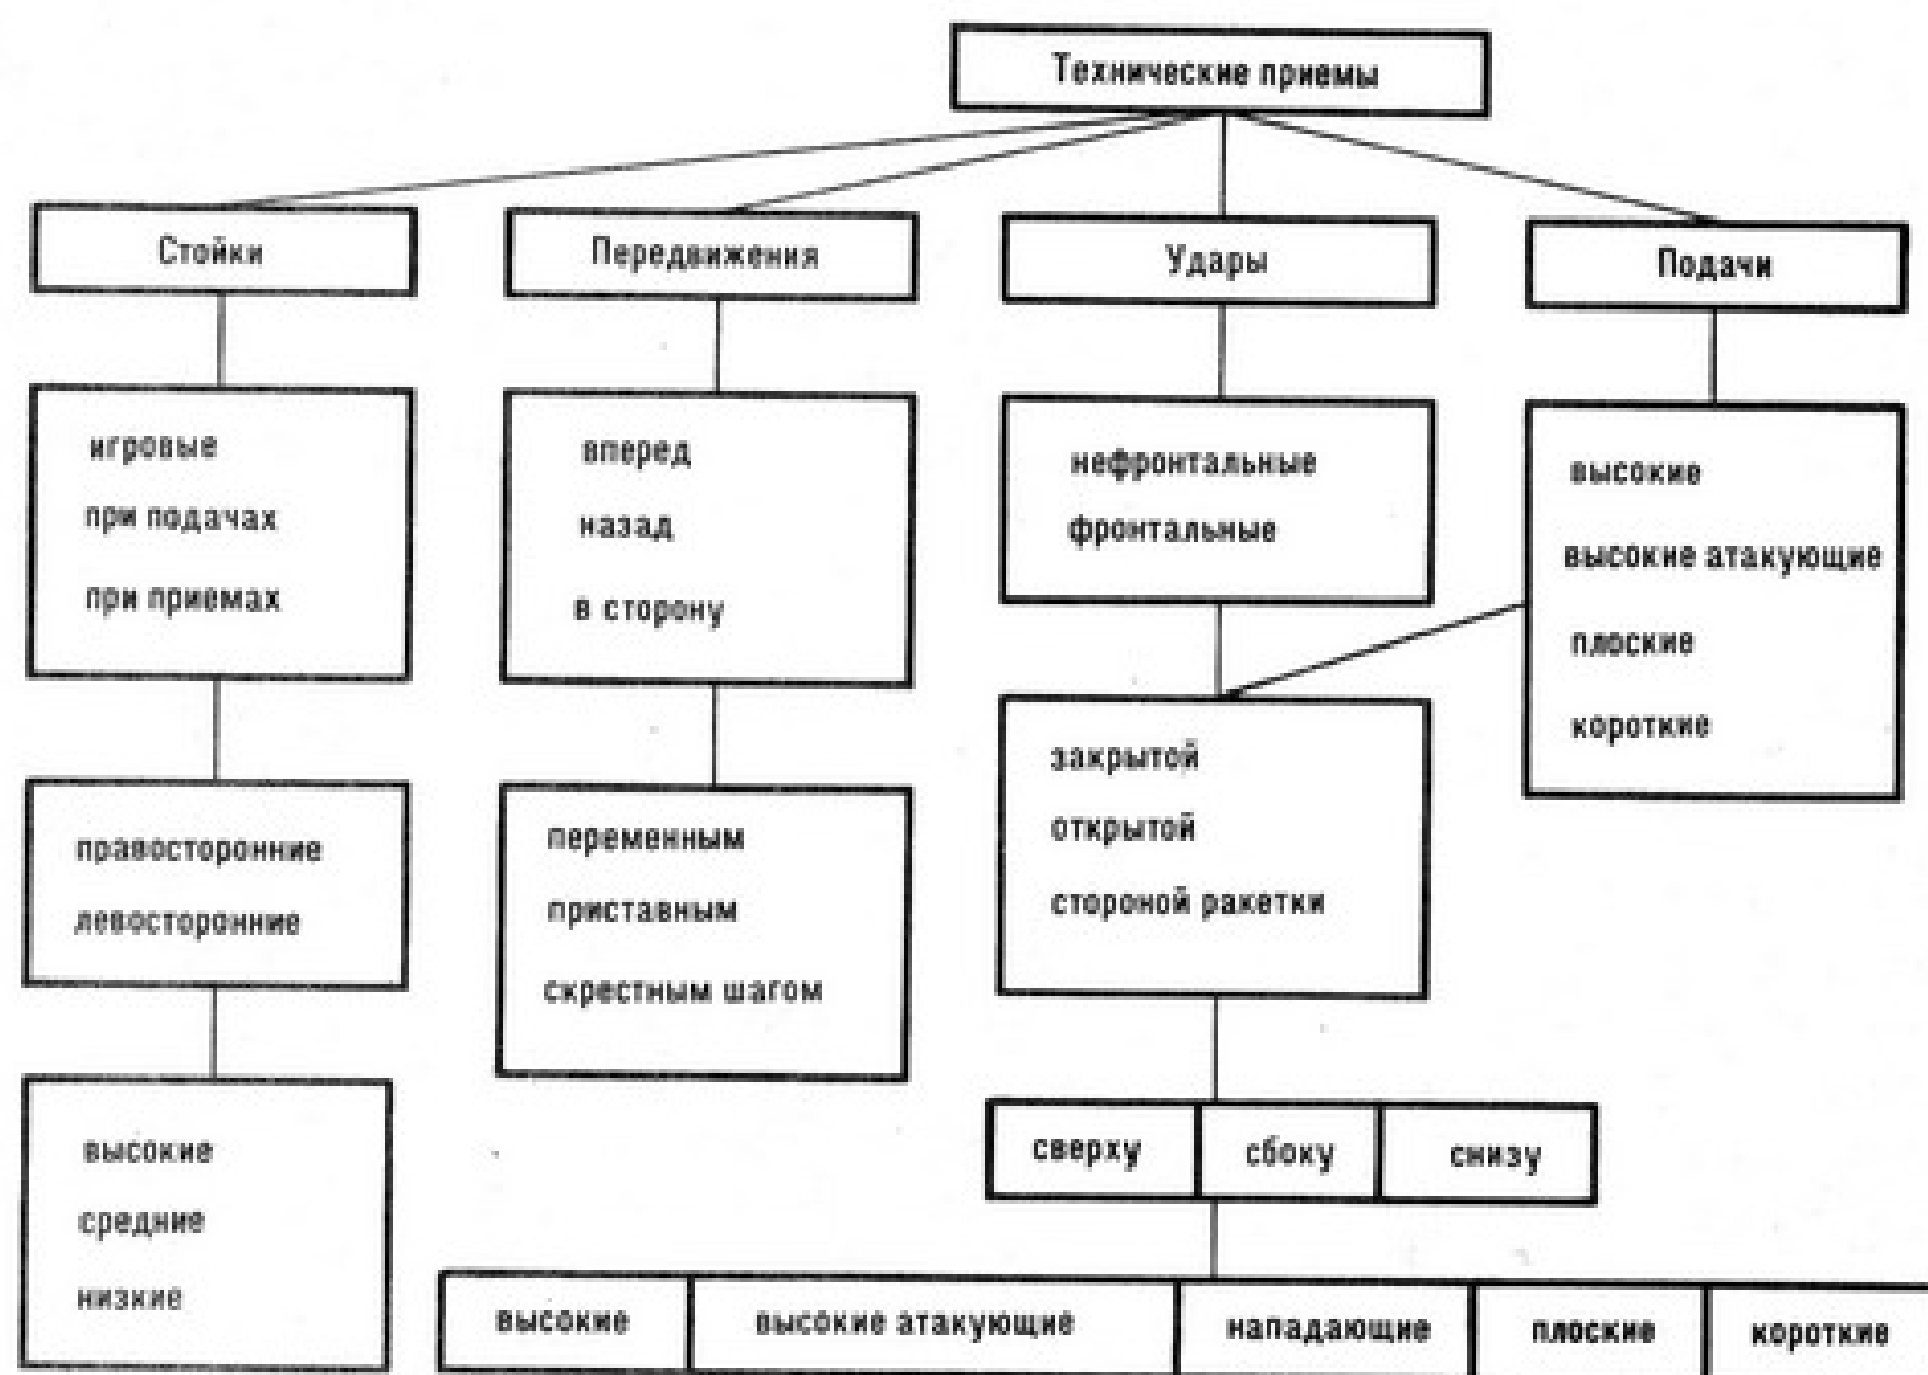 Технические приемы
Стойки
Передвижения
Удары
Подачи
игровые
при подачах
при приемах
вперед
назад
в сторону
нефронтальные
фронтальные
высокие
высокие атакующие
плоские
короткие
правосторонние
левосторонние
переменным
приставным
скрестным шагом
закрытой
открытой
стороной ракетки
высокие
средние
низкие
сверху
сбоку
снизу
высокие
высокие атакующие
нападающие
плоские
короткие